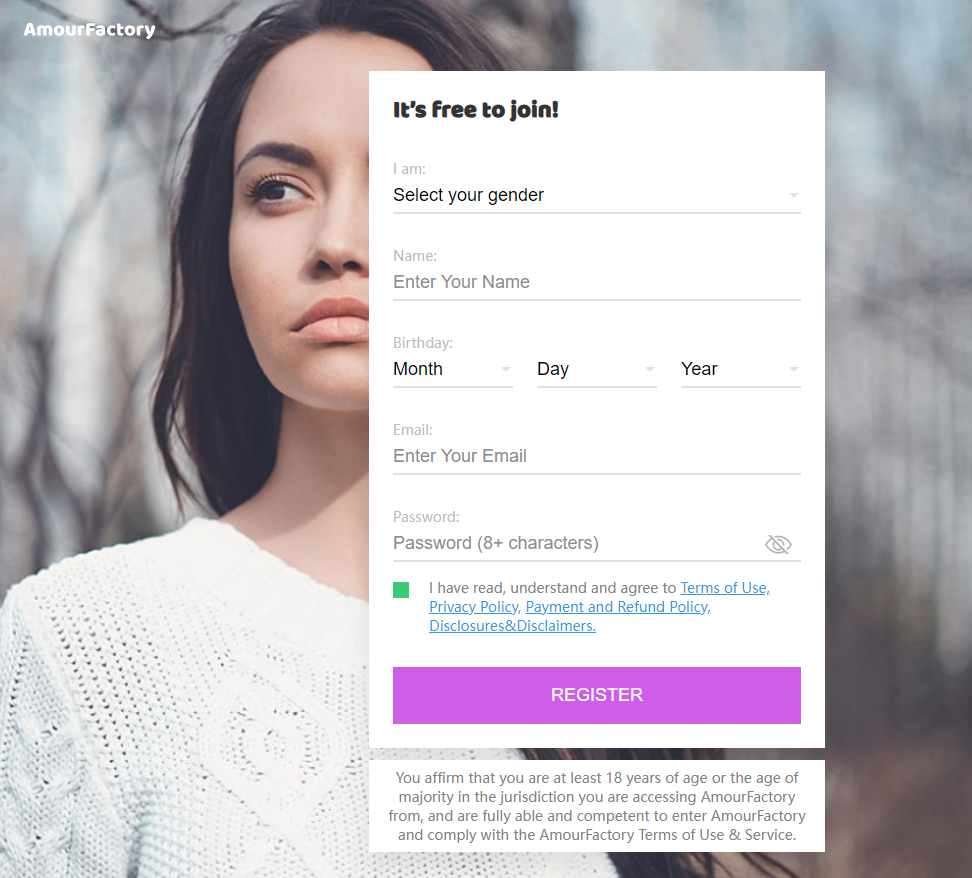 AmourFactory
It's free to join!
I am:
Select your gender
Name:
Enter Your Name
Birthday:
Month Day Year
Email:
Enter Your Email
Password:
Password (8+ characters)
I have read, understand and agree to Terms of Use,
Privacy Policy, Payment and Refund Policy,
Disclosures&Disclaimers.
REGISTER
You affirm that you are at least 18 years of age or the age of
majority in the jurisdiction you are accessing AmourFactory
from, and are fully able and competent to enter AmourFactory
and comply with the AmourFactory Terms of Use & Service.